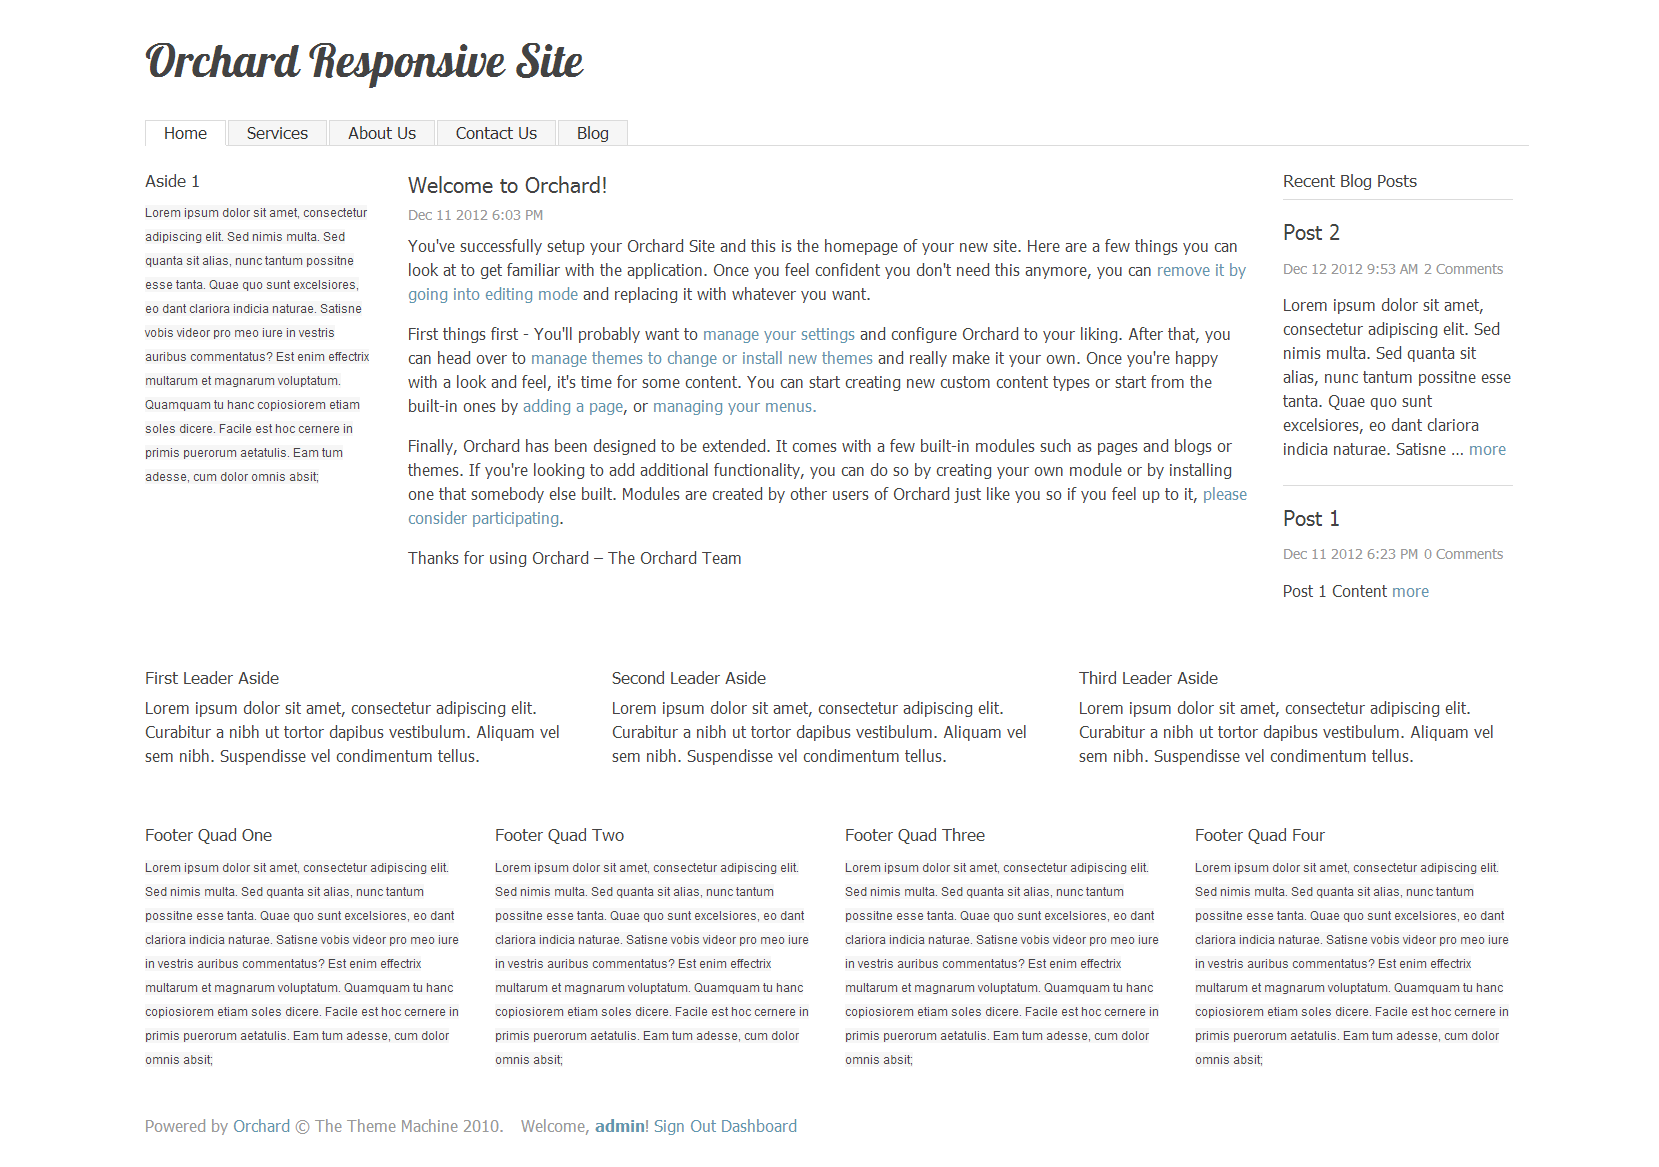 Orchard Responsive Site
Home
Services
About Us
Contact Us
Blog
Aside 1
Lorem ipsum dolor sit amet, consectetur
adipiscing elit. Sed nimis multa. Sed
quanta sit alias, nunc tantum possitne
esse tanta. Quae quo sunt excelsiores,
eo dant clariora indicia naturae. Satisne
vobis videor pro meo iure in vestris
auribus commentatus? Est enim effectrix
multarum et magnarum voluptatum.
Quamquam tu hanc copiosiorem etiam
soles dicere. Facile est hoc cernere in
primis puerorum aetatulis. Eam tum
adesse, cum dolor omnis absit;
Welcome to Orchard!
Dec 11 2012 6:03 PM
You've successfully setup your Orchard Site and this is the homepage of your new site. Here are a few things you can
look at to get familiar with the application. Once you feel confident you don't need this anymore, you can remove it by
going into editing mode and replacing it with whatever you want.
First things first - You'll probably want to manage your settings and configure Orchard to your liking. After that, you
can head over to manage themes to change or install new themes and really make it your own. Once you're happy
with a look and feel, it's time for some content. You can start creating new custom content types or start from the
built-in ones by adding a page, or managing your menus.
Finally, Orchard has been designed to be extended. It comes with a few built-in modules such as pages and blogs or
themes. If you're looking to add additional functionality, you can do so by creating your own module or by installing
one that somebody else built. Modules are created by other users of Orchard just like you so if you feel up to it, please
consider participating.
Thanks for using Orchard – The Orchard Team
Recent Blog Posts
Post 2
Dec 12 2012 9:53 AM 2 Comments
Lorem ipsum dolor sit amet,
consectetur adipiscing elit. Sed
nimis multa. Sed quanta sit
alias, nunc tantum possitne esse
tanta. Quae quo sunt
excelsiores, eo dant clariora
indicia naturae. Satisne ... more
Post 1
Dec 11 2012 6:23 PM 0 Comments
Post 1 Content more
First Leader Aside
Lorem ipsum dolor sit amet, consectetur adipiscing elit.
Curabitur a nibh ut tortor dapibus vestibulum. Aliquam vel
sem nibh. Suspendisse vel condimentum tellus.
Second Leader Aside
Lorem ipsum dolor sit amet, consectetur adipiscing elit.
Curabitur a nibh ut tortor dapibus vestibulum. Aliquam vel
sem nibh. Suspendisse vel condimentum tellus.
Third Leader Aside
Lorem ipsum dolor sit amet, consectetur adipiscing elit.
Curabitur a nibh ut tortor dapibus vestibulum. Aliquam vel
sem nibh. Suspendisse vel condimentum tellus.
Footer Quad One
Lorem ipsum dolor sit amet, consectetur adipiscing elit.
Sed nimis multa. Sed quanta sit alias, nunc tantum
possitne esse tanta. Quae quo sunt excelsiores, eo dant
clariora indicia naturae. Satisne vobis videor pro meo iure
in vestris auribus commentatus? Est enim effectrix
multarum et magnarum voluptatum. Quamquam tu hanc
copiosiorem etiam soles dicere. Facile est hoc cernere in
primis puerorum aetatulis. Eam tum adesse, cum dolor
omnis absit;
Footer Quad Two
Lorem ipsum dolor sit amet, consectetur adipiscing elit.
Sed nimis multa. Sed quanta sit alias, nunc tantum
possitne esse tanta. Quae quo sunt excelsiores, eo dant
clariora indicia naturae. Satisne vobis videor pro meo iure
in vestris auribus commentatus? Est enim effectrix
multarum et magnarum voluptatum. Quamquam tu hanc
copiosiorem etiam soles dicere. Facile est hoc cernere in
primis puerorum aetatulis. Eam tum adesse, cum dolor
omnis absit;
Footer Quad Three
Lorem ipsum dolor sit amet, consectetur adipiscing elit.
Sed nimis multa. Sed quanta sit alias, nunc tantum
possitne esse tanta. Quae quo sunt excelsiores, eo dant
clariora indicia naturae. Satisne vobis videor pro meo iure
in vestris auribus commentatus? Est enim effectrix
multarum et magnarum voluptatum. Quamquam tu hanc
copiosiorem etiam soles dicere. Facile est hoc cernere in
primis puerorum aetatulis. Eam tum adesse, cum dolor
omnis absit;
Footer Quad Four
Lorem ipsum dolor sit amet, consectetur adipiscing elit.
Sed nimis multa. Sed quanta sit alias, nunc tantum
possitne esse tanta. Quae quo sunt excelsiores, eo dant
clariora indicia naturae. Satisne vobis videor pro meo iure
in vestris auribus commentatus? Est enim effectrix
multarum et magnarum voluptatum. Quamquam tu hanc
copiosiorem etiam soles dicere. Facile est hoc cernere in
primis puerorum aetatulis. Eam tum adesse, cum dolor
omnis absit;
Powered by Orchard © The Theme Machine 2010. Welcome, admin! Sign Out Dashboard